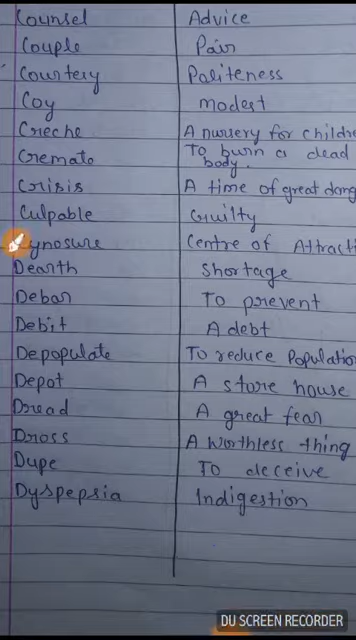 Counsel Advice
Couple Pair
Courtery Politeness
Coy modest
Creche A nursery for childre
Cremate To burn a dead
body.
Crisis A time of great dang
Culpable Guilty
ynosure Centre of Attracti
Dearth Shortage
Debar To prevent
Debit A debt
Depopulate To reduce Population
Depot A store house
Dread A great fear
Dross A worthless thing
Dupe To deceive
Dyspepsia Indigestion
DU SCREEN RECORDER